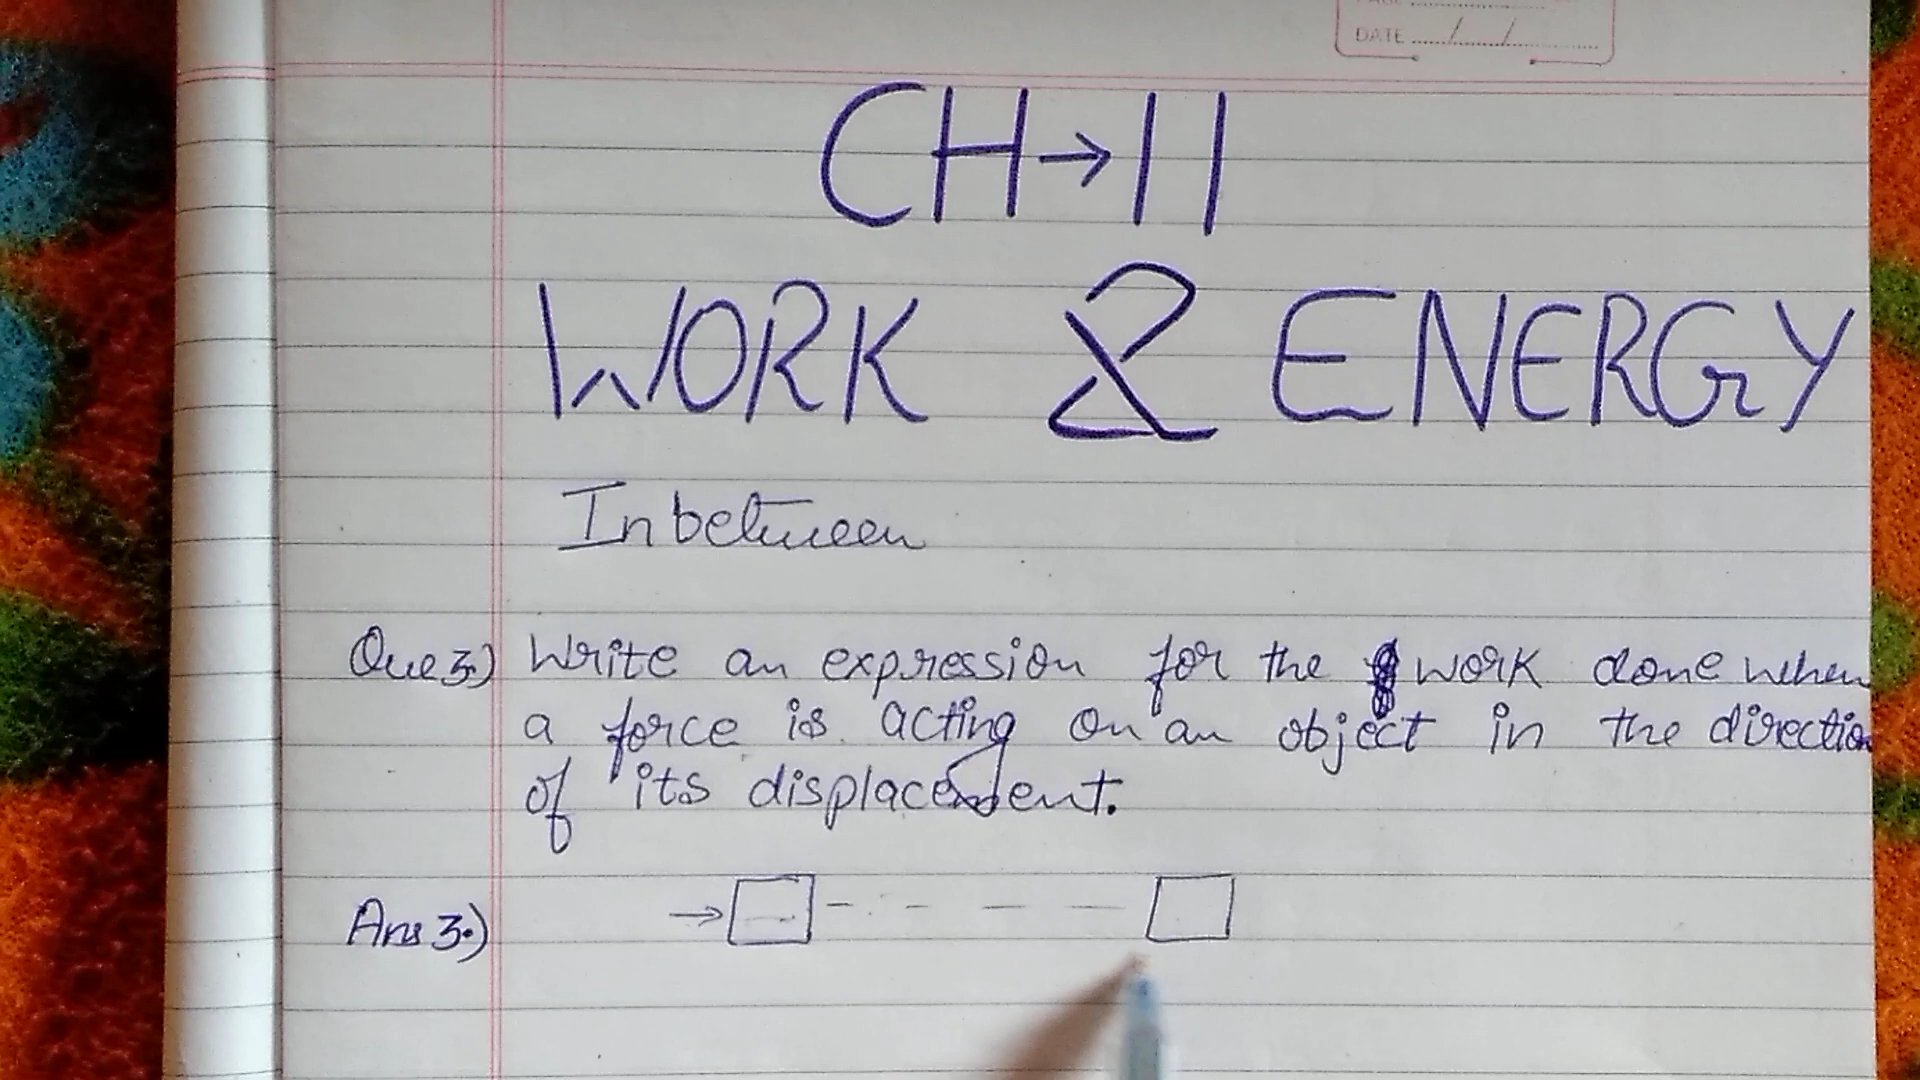 DATE
CH→11
WORK & ENERGY
Inbetween
Que 3.) Write an expression for the work done when
a force is acting on an object in the direction
of its displacement.
Ans 3.)